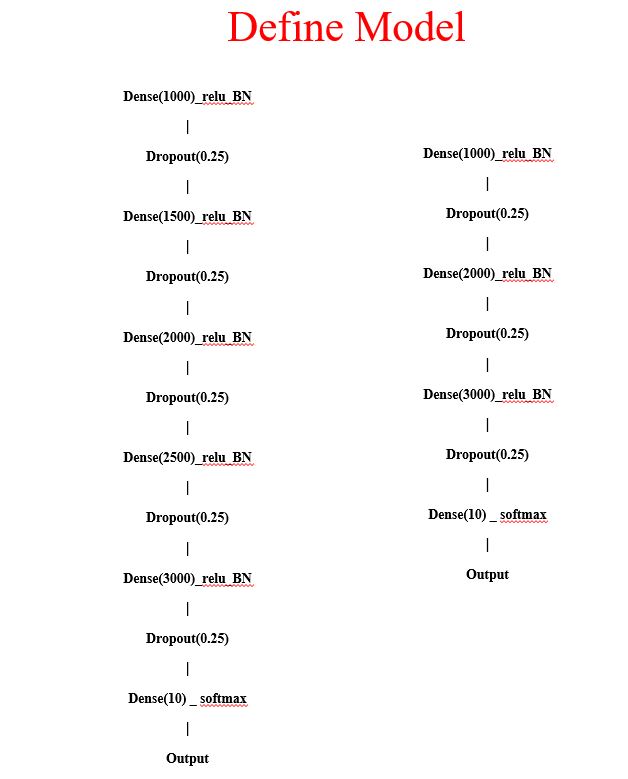 Define Model
Dense(1000)_relu_BN
|
Dropout(0.25)
|
Dense(1500)_relu_BN
|
Dropout(0.25)
|
Dense(2000)_relu_BN
|
Dropout(0.25)
|
Dense(2500)_relu_BN
|
Dropout(0.25)
|
Dense(3000)_relu_BN
|
Dropout(0.25)
|
Dense(10) _ softmax
|
Output
Dense(1000)_relu_BN
|
Dropout(0.25)
|
Dense(2000)_relu_BN
|
Dropout(0.25)
|
Dense(3000)_relu_BN
|
Dropout(0.25)
|
Dense(10) _ softmax
|
Output